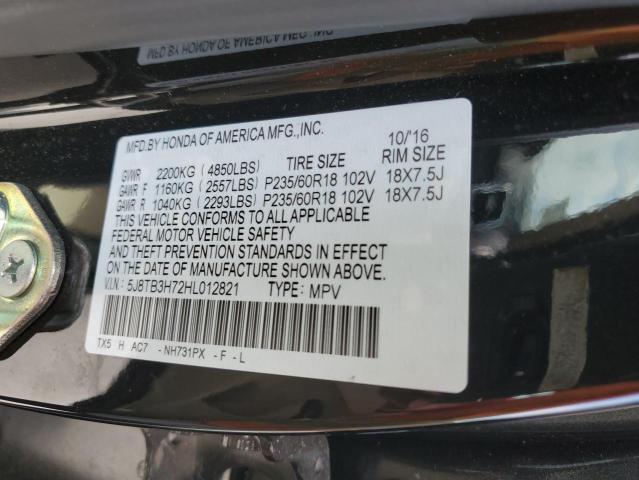 MFD.BY HONDA OF AMERICA MFG.,INC. 10/'16
GVWR 2200KG (4850LBS) TIRE SIZE RIM SIZE
GAWR F 1160KG (2557LBS) P235/60R18 102V 18X7.5J
GAWR R 1040KG (2293LBS) P235/60R18 102V 18X7.5J
THIS VEHICLE CONFORMS TO ALL APPLICABLE
FEDERAL MOTOR VEHICLE SAFETY
AND THEFT PREVENTION STANDARDS IN EFFECT
ON THE DATE OF MANUFACTURE SHOWN ABOVE.
V.I.N.: 5J8TB3H72HL012821 TYPE: MPV
TX5 H AC7 -NH731PX -F-L